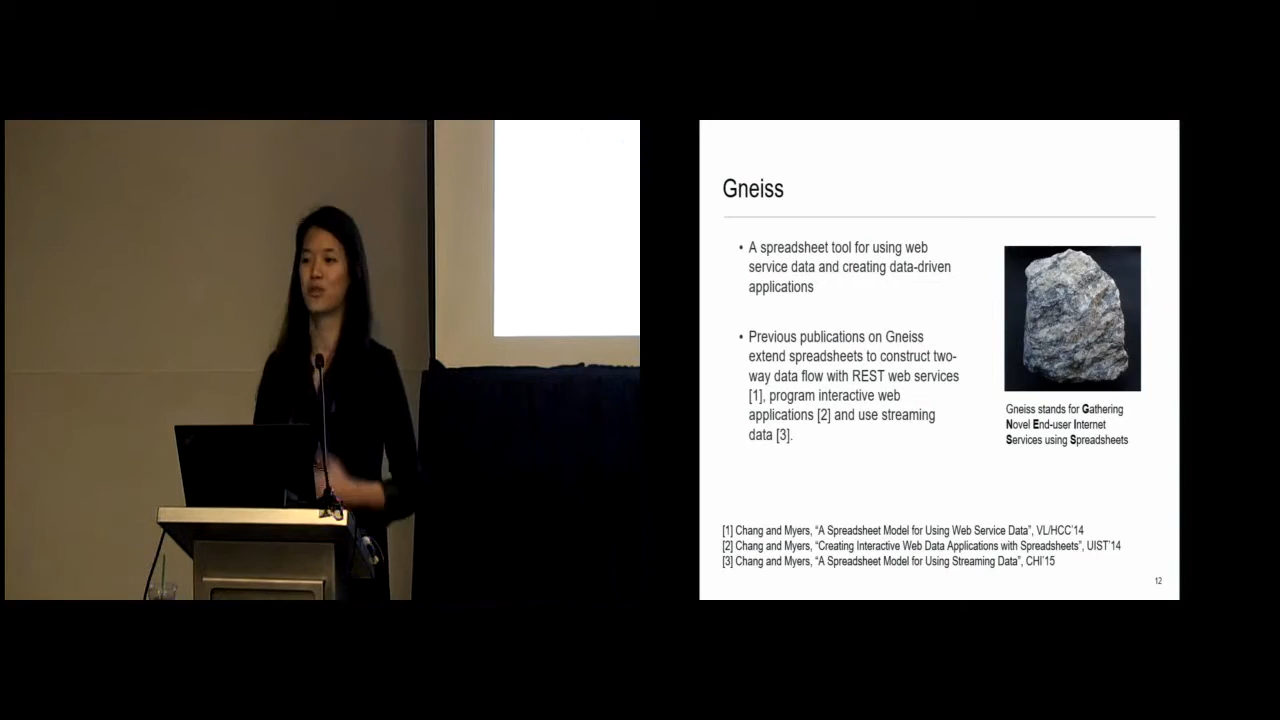 Gneiss
• A spreadsheet tool for using web
service data and creating data-driven
applications
• Previous publications on Gneiss
extend spreadsheets to construct two-
way data flow with REST web services
[1], program interactive web
applications [2] and use streaming
data [3].
Gneiss stands for Gathering
Novel End-user Internet
Services using Spreadsheets
[1] Chang and Myers, “A Spreadsheet Model for Using Web Service Data”, VL/HCC’14
[2] Chang and Myers, “Creating Interactive Web Data Applications with Spreadsheets”, UIST’14
[3] Chang and Myers, “A Spreadsheet Model for Using Streaming Data”, CHI’15
12